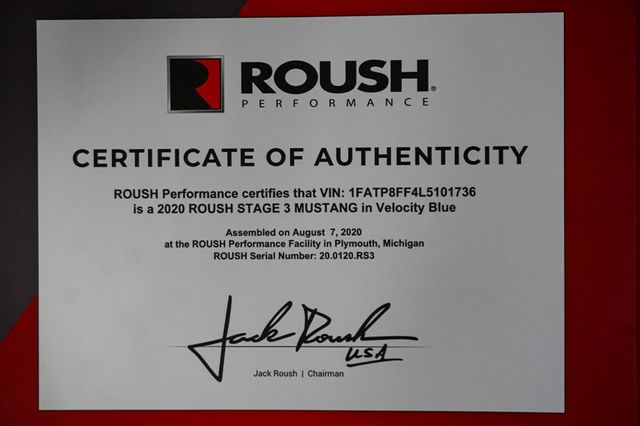 ROUSH®
PERFORMANCE
CERTIFICATE OF AUTHENTICITY
ROUSH Performance certifies that VIN: 1FATP8FF4L5101736
is a 2020 ROUSH STAGE 3 MUSTANG in Velocity Blue
Assembled on August 7, 2020
at the ROUSH Performance Facility in Plymouth, Michigan
ROUSH Serial Number: 20.0120.RS3
Jack Roush
USA
Jack Roush | Chairman